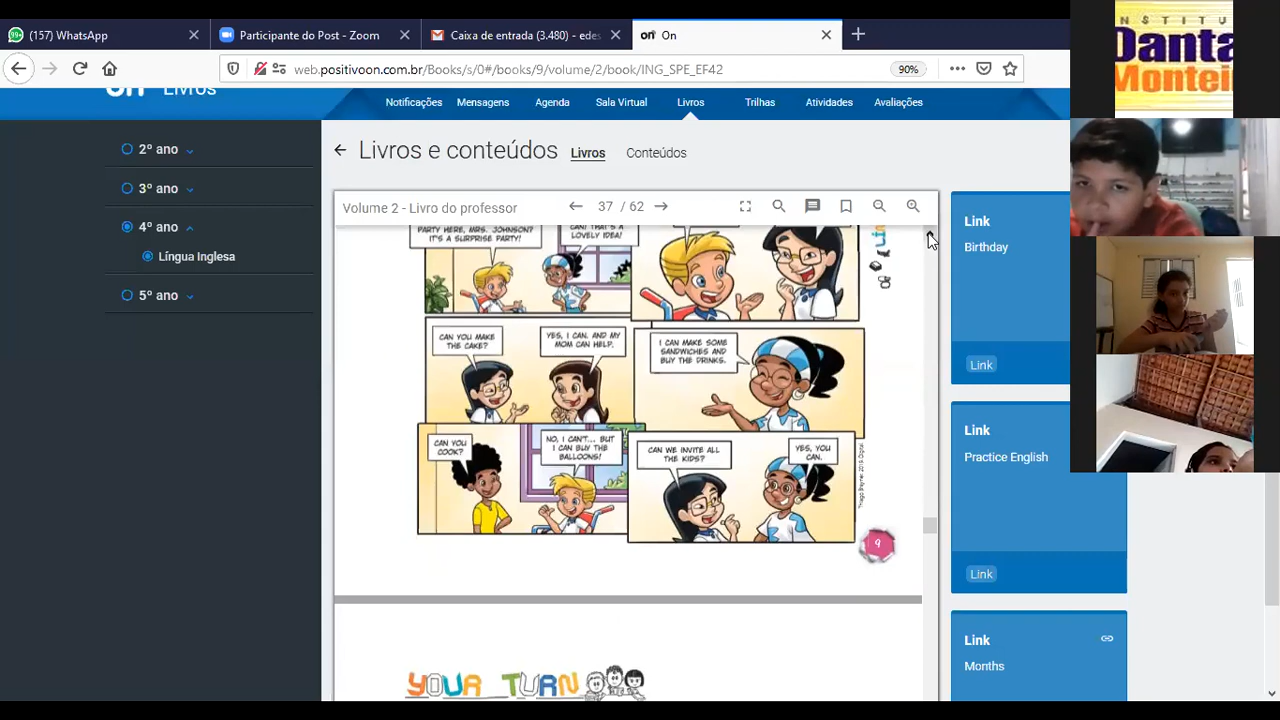 (157) WhatsApp
Participante do Post - Zoom
Caixa de entrada (3.480) - edes
On
web.positivoon.com.br/Books/s/0#/books/9/volume/2/book/ING_SPE_EF42
90%
INSTITU
Danta
Monteir
on Livros
Notificações
Mensagens
Agenda
Sala Virtual
Livros
Trilhas
Atividades
Avaliações
2º ano
3º ano
4º ano
Língua Inglesa
5º ano
Livros e conteúdos
Livros
Conteúdos
Volume 2 - Livro do profess
37 / 62
PARTY HERE, MRS. JOHNSON?
IT'S A SURPRISE PARTY!
CAN! THAT'S A
LOVELY IDEA!
CAN YOU MAKE
THE CAKE?
YES, I CAN. AND MY
MOM CAN HELP.
I CAN MAKE SOME
SANDWICHES AND
BUY THE DRINKS.
CAN YOU
COOK?
NO, I CAN'T... BUT
I CAN BUY THE
BALLOONS!
CAN WE INVITE ALL
THE KIDS?
YES, YOU
CAN.
9
YOUR TURN
Link
Birthday
Link
Link
Practice English
Link
Link
Months